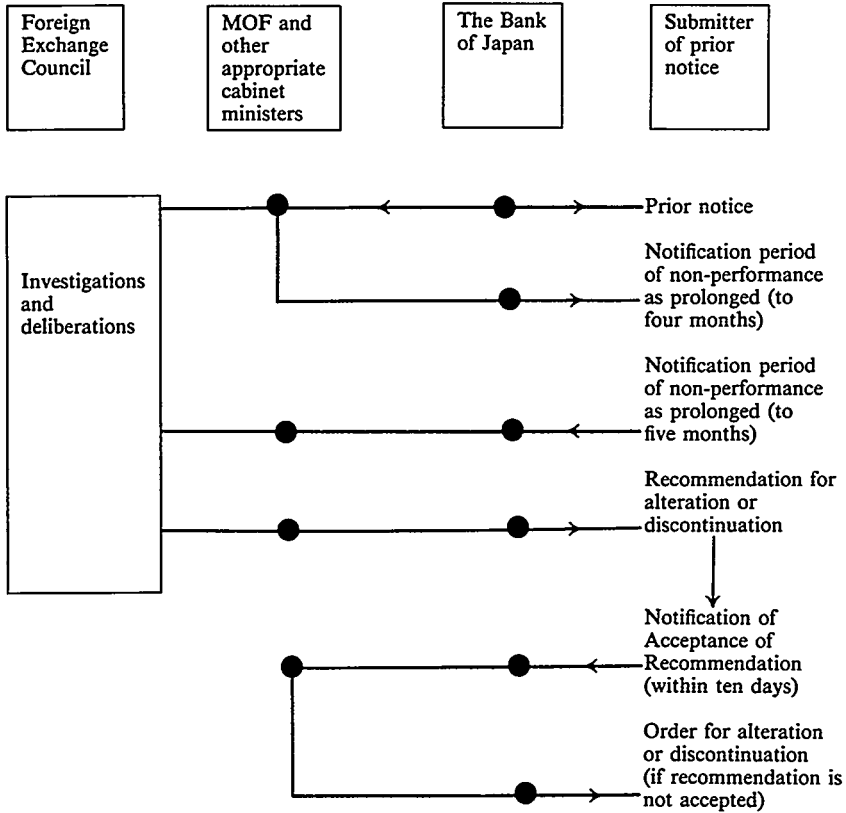 Foreign
Exchange
Council
MOF and
other
appropriate
cabinet
ministers
The Bank
of Japan
Submitter
of prior
notice
Investigations
and
deliberations
Prior notice
Notification period
of non-performance
as prolonged (to
four months)
Notification period
of non-performance
as prolonged (to
five months)
Recommendation for
alteration or
discontinuation
Notification of
Acceptance of
Recommendation
(within ten days)
Order for alteration
or discontinuation
(if recommendation is
not accepted)